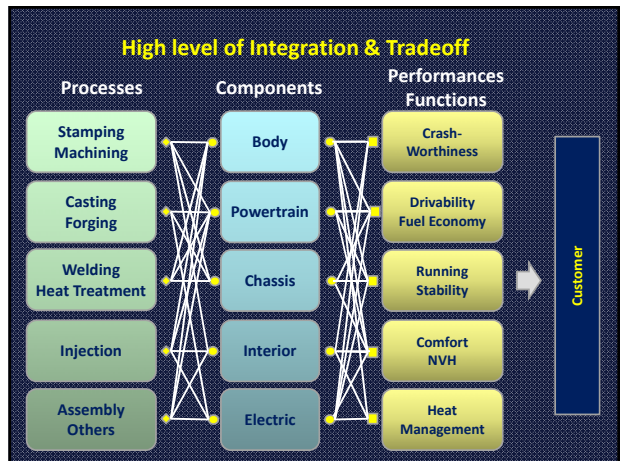 High level of Integration & Tradeoff
Processes
Components
Performances
Functions
Stamping
Machining
Body
Crash-
Worthiness
Casting
Forging
Powertrain
Drivability
Fuel Economy
Welding
Heat Treatment
Chassis
Running
Stability
Injection
Interior
Comfort
NVH
Assembly
Others
Electric
Heat
Management
Customer